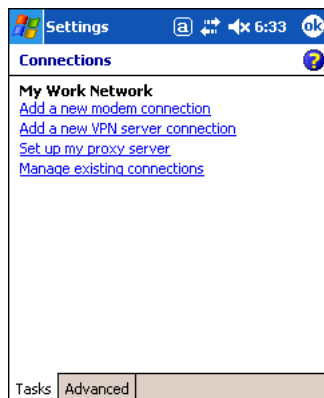 Settings a 6:33 ok
Connections ?
My Work Network
Add a new modem connection
Add a new VPN server connection
Set up my proxy server
Manage existing connections
Tasks Advanced